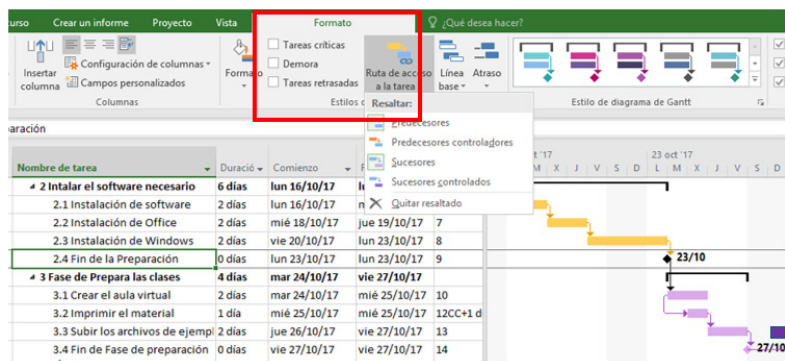 urso Crear un informe Proyecto Vista Formato ¿Qué desea hacer?
Insertar columna
Configuración de columnas
Campos personalizados
Columnas
Formato
Tareas críticas
Demora
Tareas retrasadas
Ruta de acceso a la tarea
Línea base
Atraso
Estilos d
Estilo de diagrama de Gantt
Resaltar:
Predecesores
Predecesores controladores
Sucesores
Sucesores controlados
Quitar resaltado
aración
t '17 23 oct '17
M X J V S D L M X J V S D
Nombre de tarea Duració Comienzo F
2 Intalar el software necesario 6 días lun 16/10/17 lu
2.1 Instalación de software 2 días lun 16/10/17 m
2.2 Instalación de Office 2 días mié 18/10/17 jue 19/10/17 7
2.3 Instalación de Windows 2 días vie 20/10/17 lun 23/10/17 8
2.4 Fin de la Preparación 0 días lun 23/10/17 lun 23/10/17 9 23/10
3 Fase de Prepara las clases 4 días mar 24/10/17 vie 27/10/17
3.1 Crear el aula virtual 2 días mar 24/10/17 mié 25/10/17 10
3.2 Imprimir el material 1 día mié 25/10/17 mié 25/10/17 12CC+1 d
3.3 Subir los archivos de ejempl 2 días jue 26/10/17 vie 27/10/17 13
3.4 Fin de Fase de preparación 0 días vie 27/10/17 vie 27/10/17 14 27/10